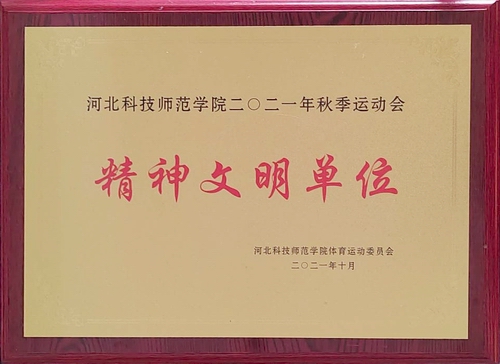 河北科技师范学院二〇二一年秋季运动会
精神文明单位
河北科技师范学院体育运动委员会
二〇二一年十月